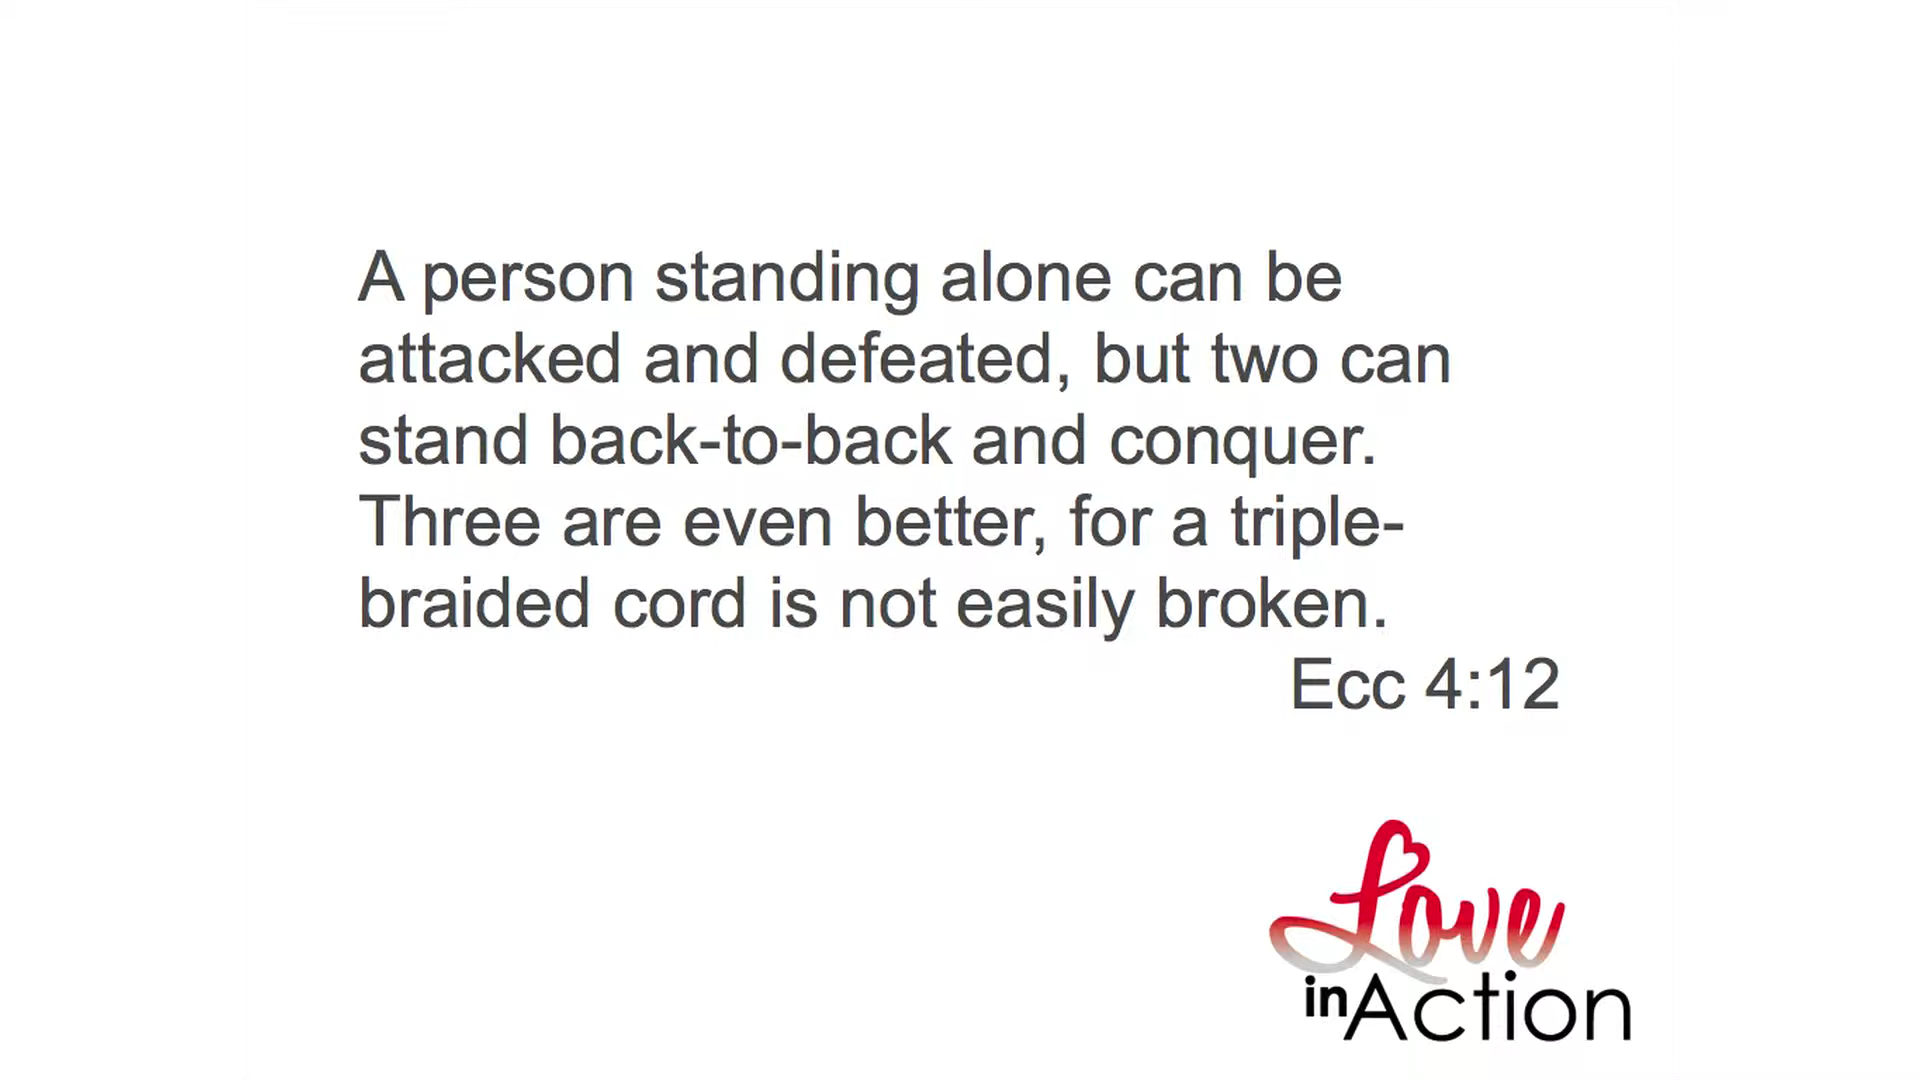 A person standing alone can be
attacked and defeated, but two can
stand back-to-back and conquer.
Three are even better, for a triple-
braided cord is not easily broken.
Ecc 4:12
Love
inAction